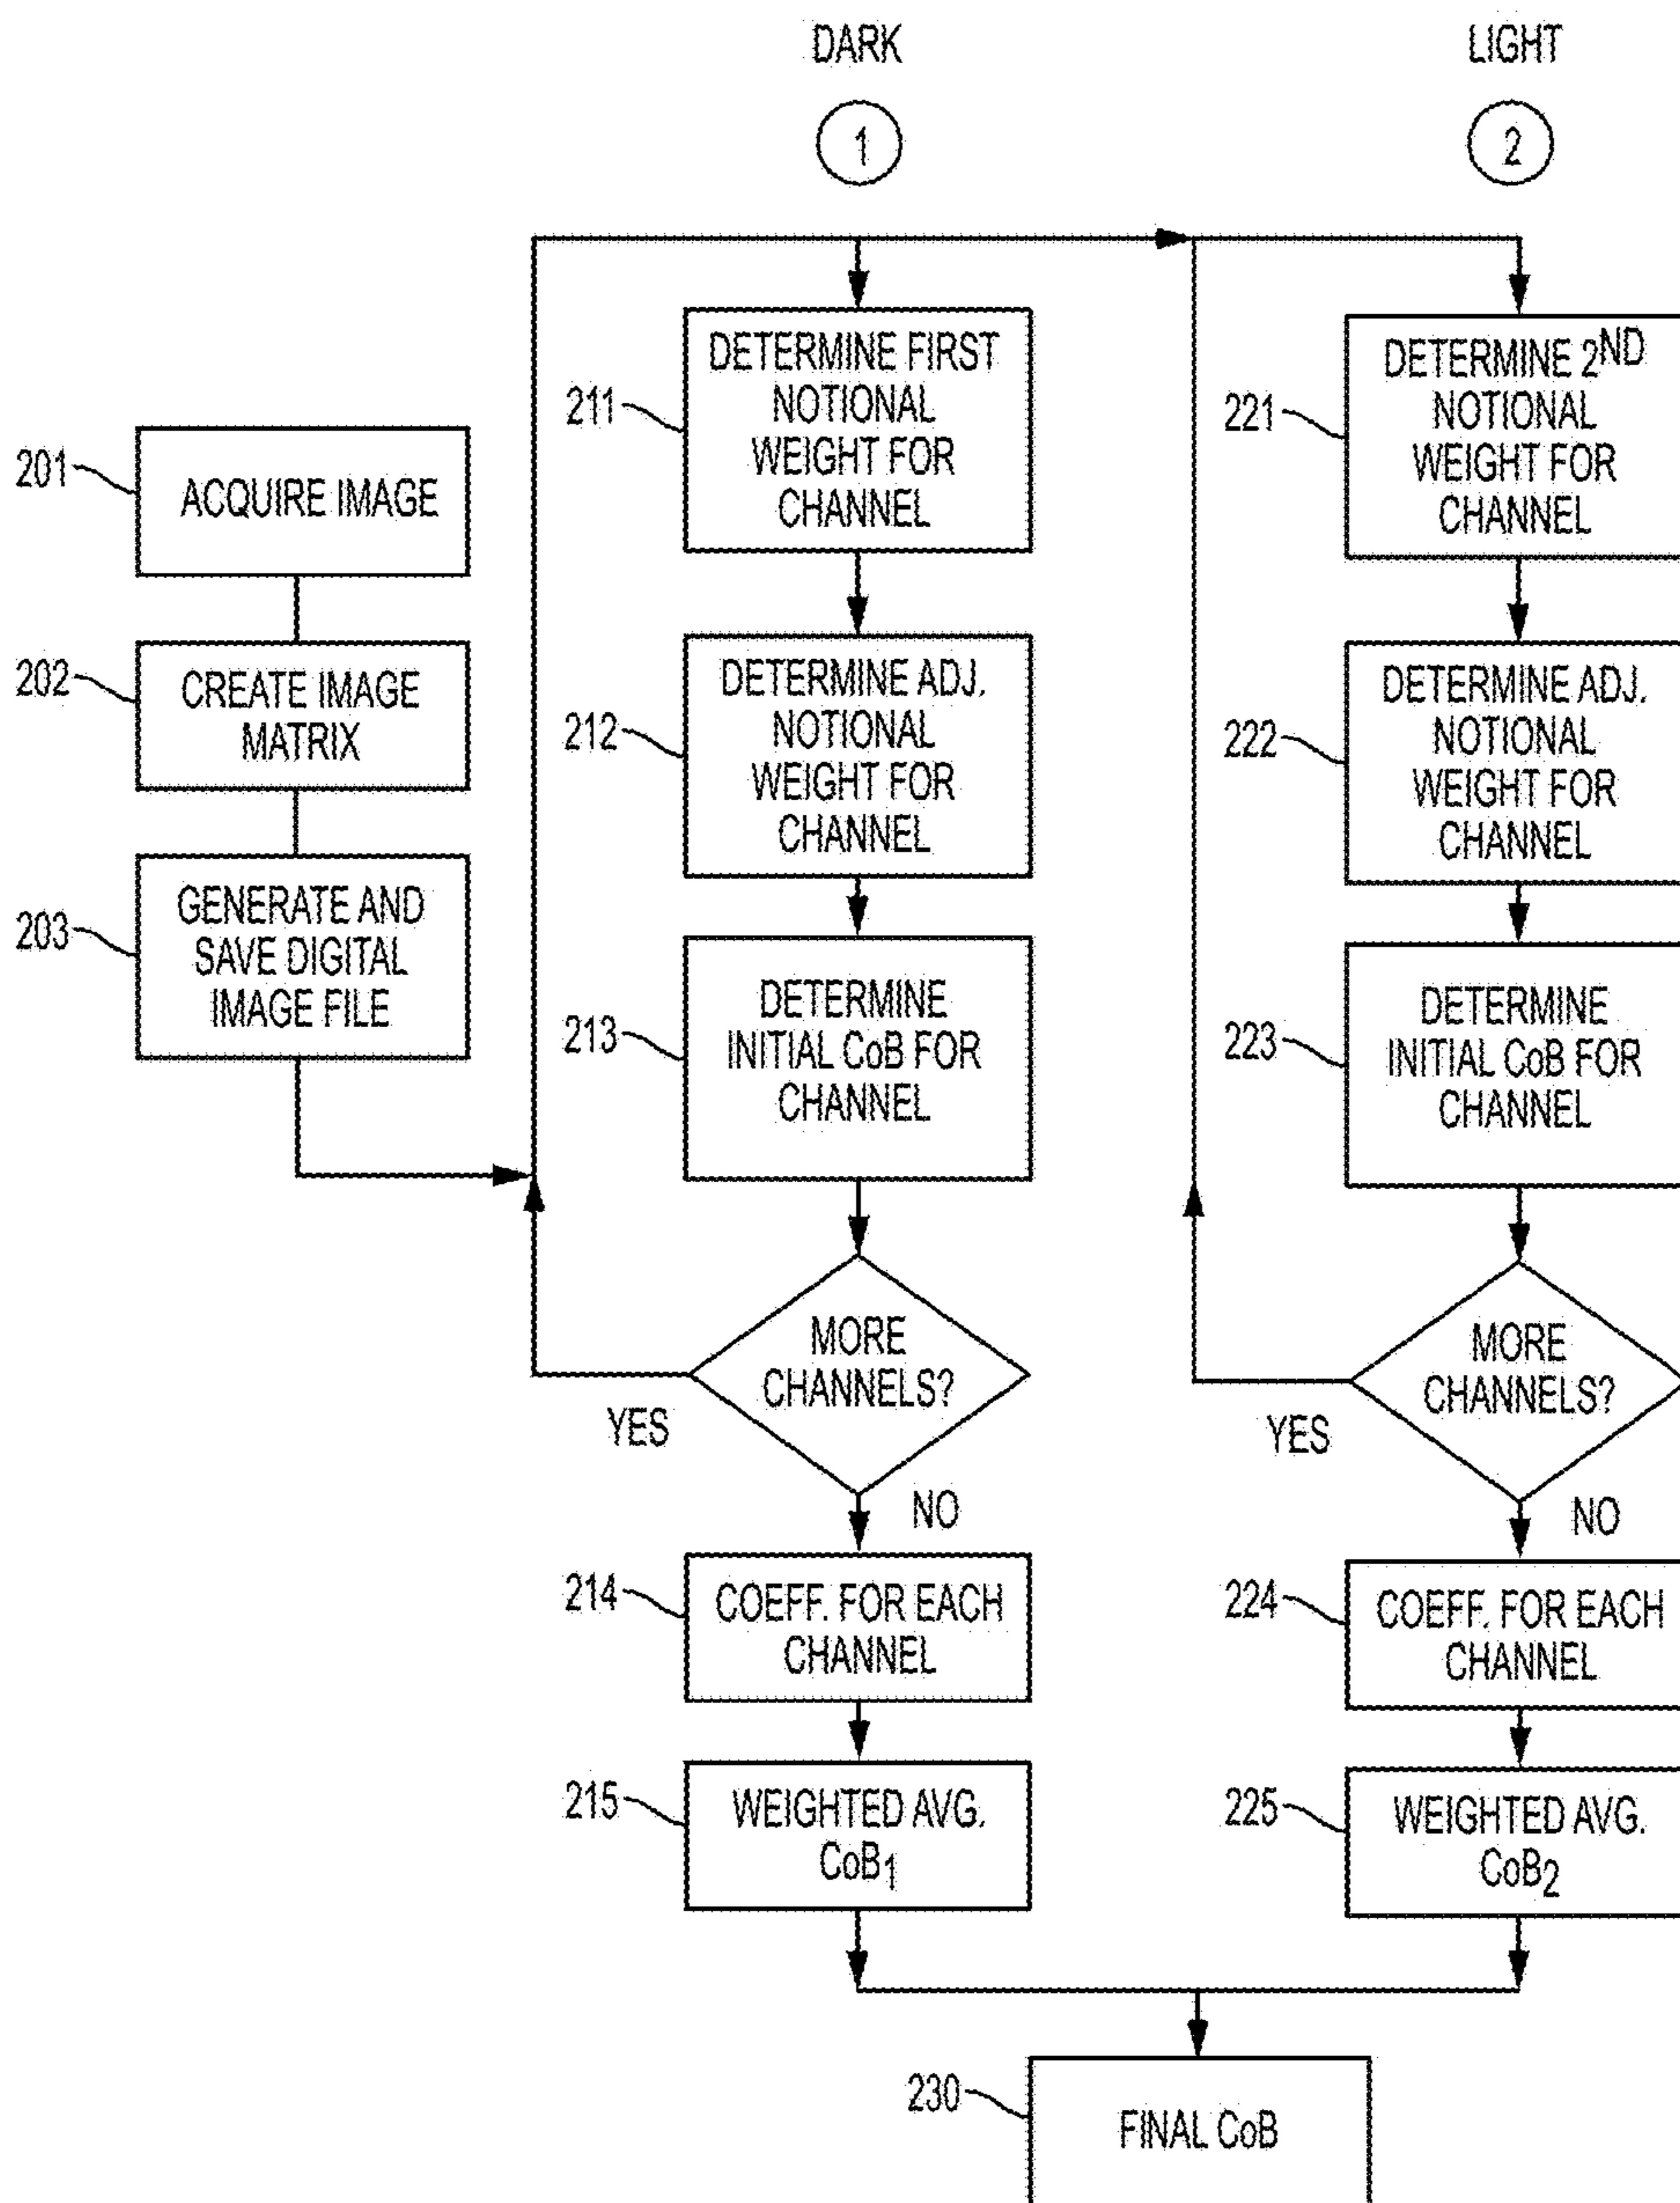 DARK
1
LIGHT
2
201
ACQUIRE IMAGE
202
CREATE IMAGE
MATRIX
203
GENERATE AND
SAVE DIGITAL
IMAGE FILE
211
DETERMINE FIRST
NOTIONAL
WEIGHT FOR
CHANNEL
212
DETERMINE ADJ.
NOTIONAL
WEIGHT FOR
CHANNEL
213
DETERMINE
INITIAL CoB FOR
CHANNEL
MORE
CHANNELS?
YES
NO
214
COEFF. FOR EACH
CHANNEL
215
WEIGHTED AVG.
CoB1
221
DETERMINE 2ND
NOTIONAL
WEIGHT FOR
CHANNEL
222
DETERMINE ADJ.
NOTIONAL
WEIGHT FOR
CHANNEL
223
DETERMINE
INITIAL CoB FOR
CHANNEL
MORE
CHANNELS?
YES
NO
224
COEFF. FOR EACH
CHANNEL
225
WEIGHTED AVG.
CoB2
230
FINAL CoB